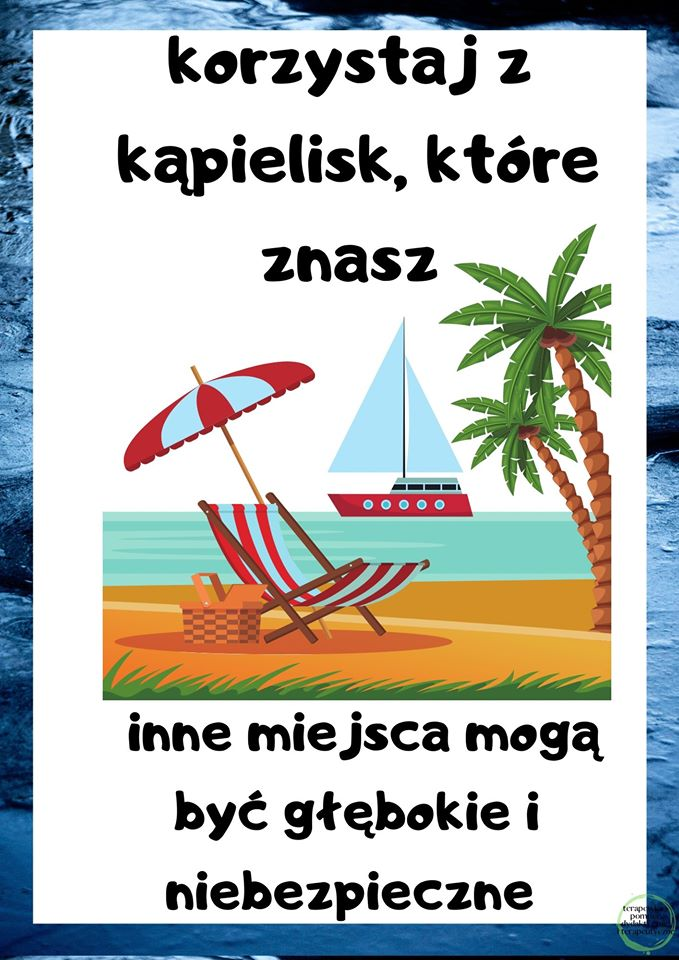 korzystaj z
kąpielisk, które
znasz
inne miejsca mogą
być głębokie i
niebezpieczne